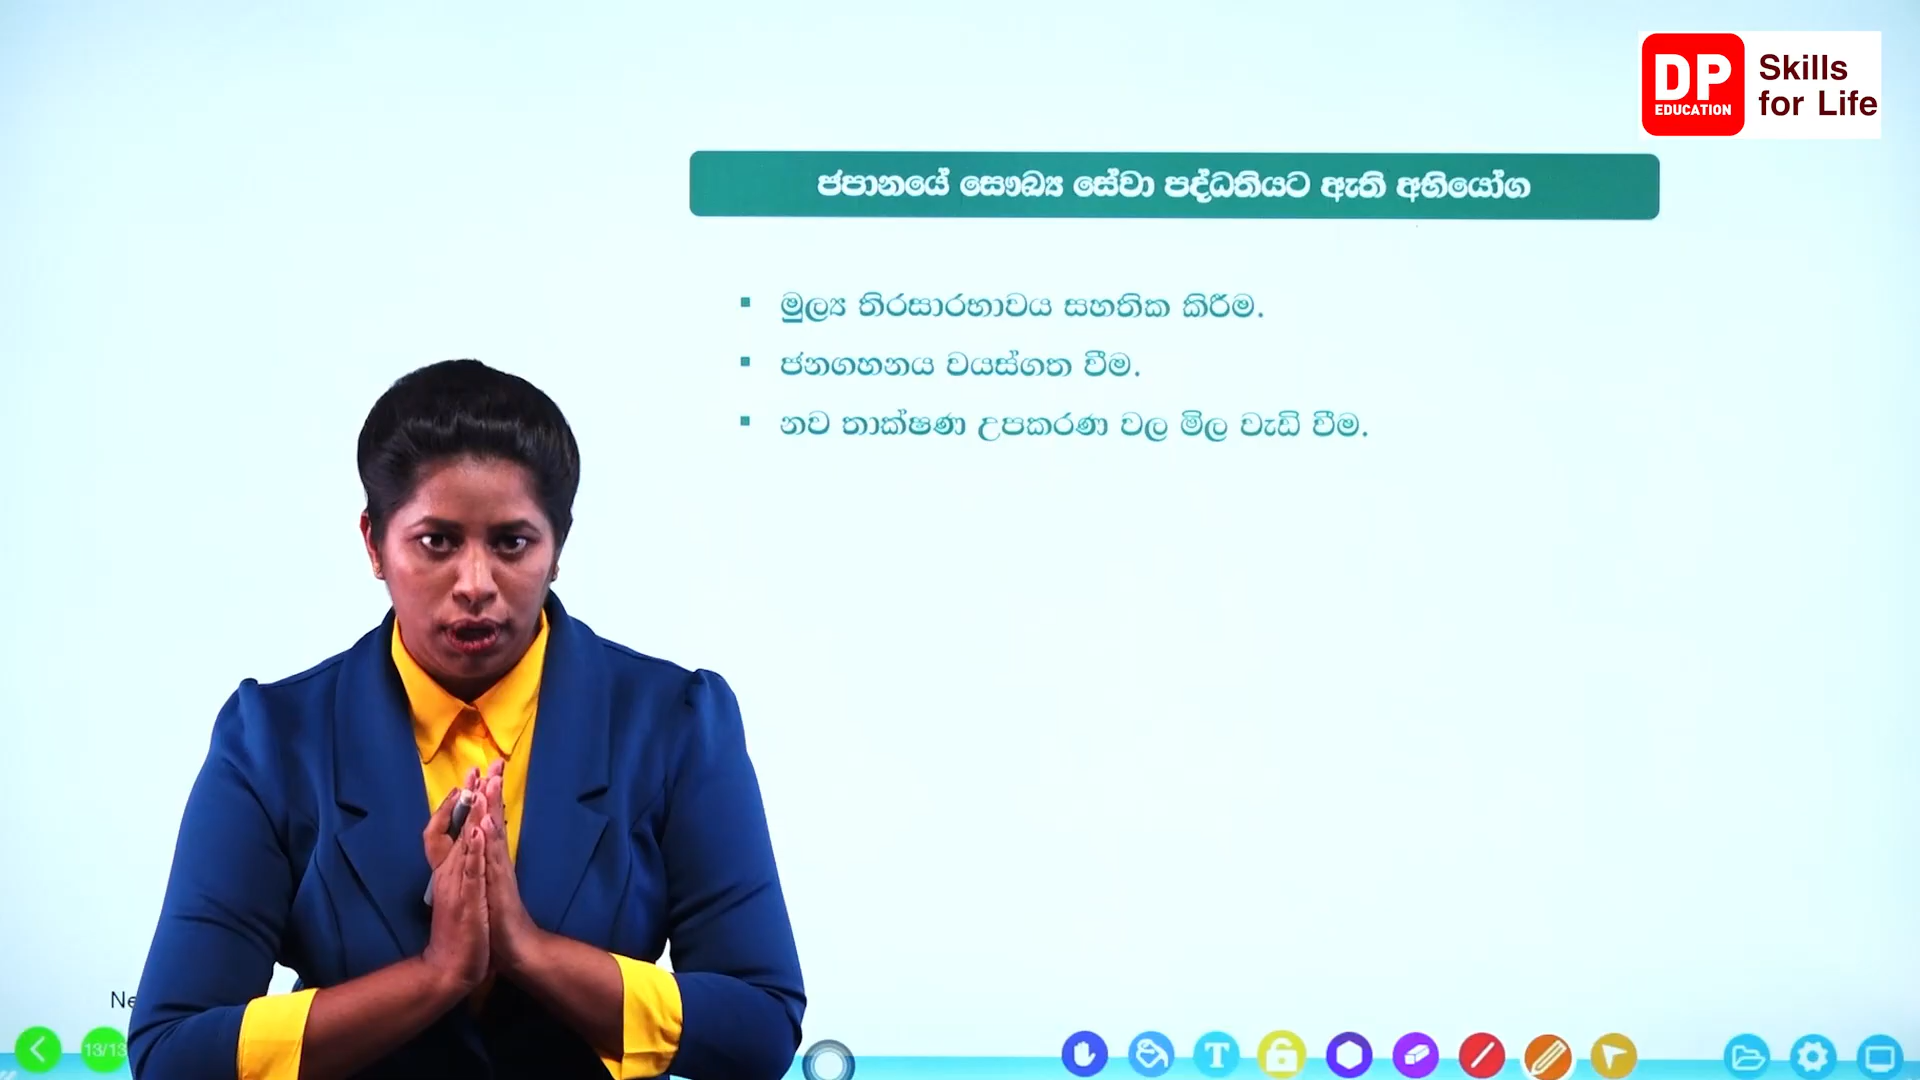 DP
EDUCATION
Skills
for Life
ජපානයේ සෞඛ්‍ය සේවා පද්ධතියට ඇති අභියෝග
▪ මුල්‍ය තිරසාරභාවය සහතික කිරීම.
▪ ජනගහනය වයස්ගත වීම.
▪ නව තාක්ෂණ උපකරණ වල මිල වැඩි වීම.
13/13
T